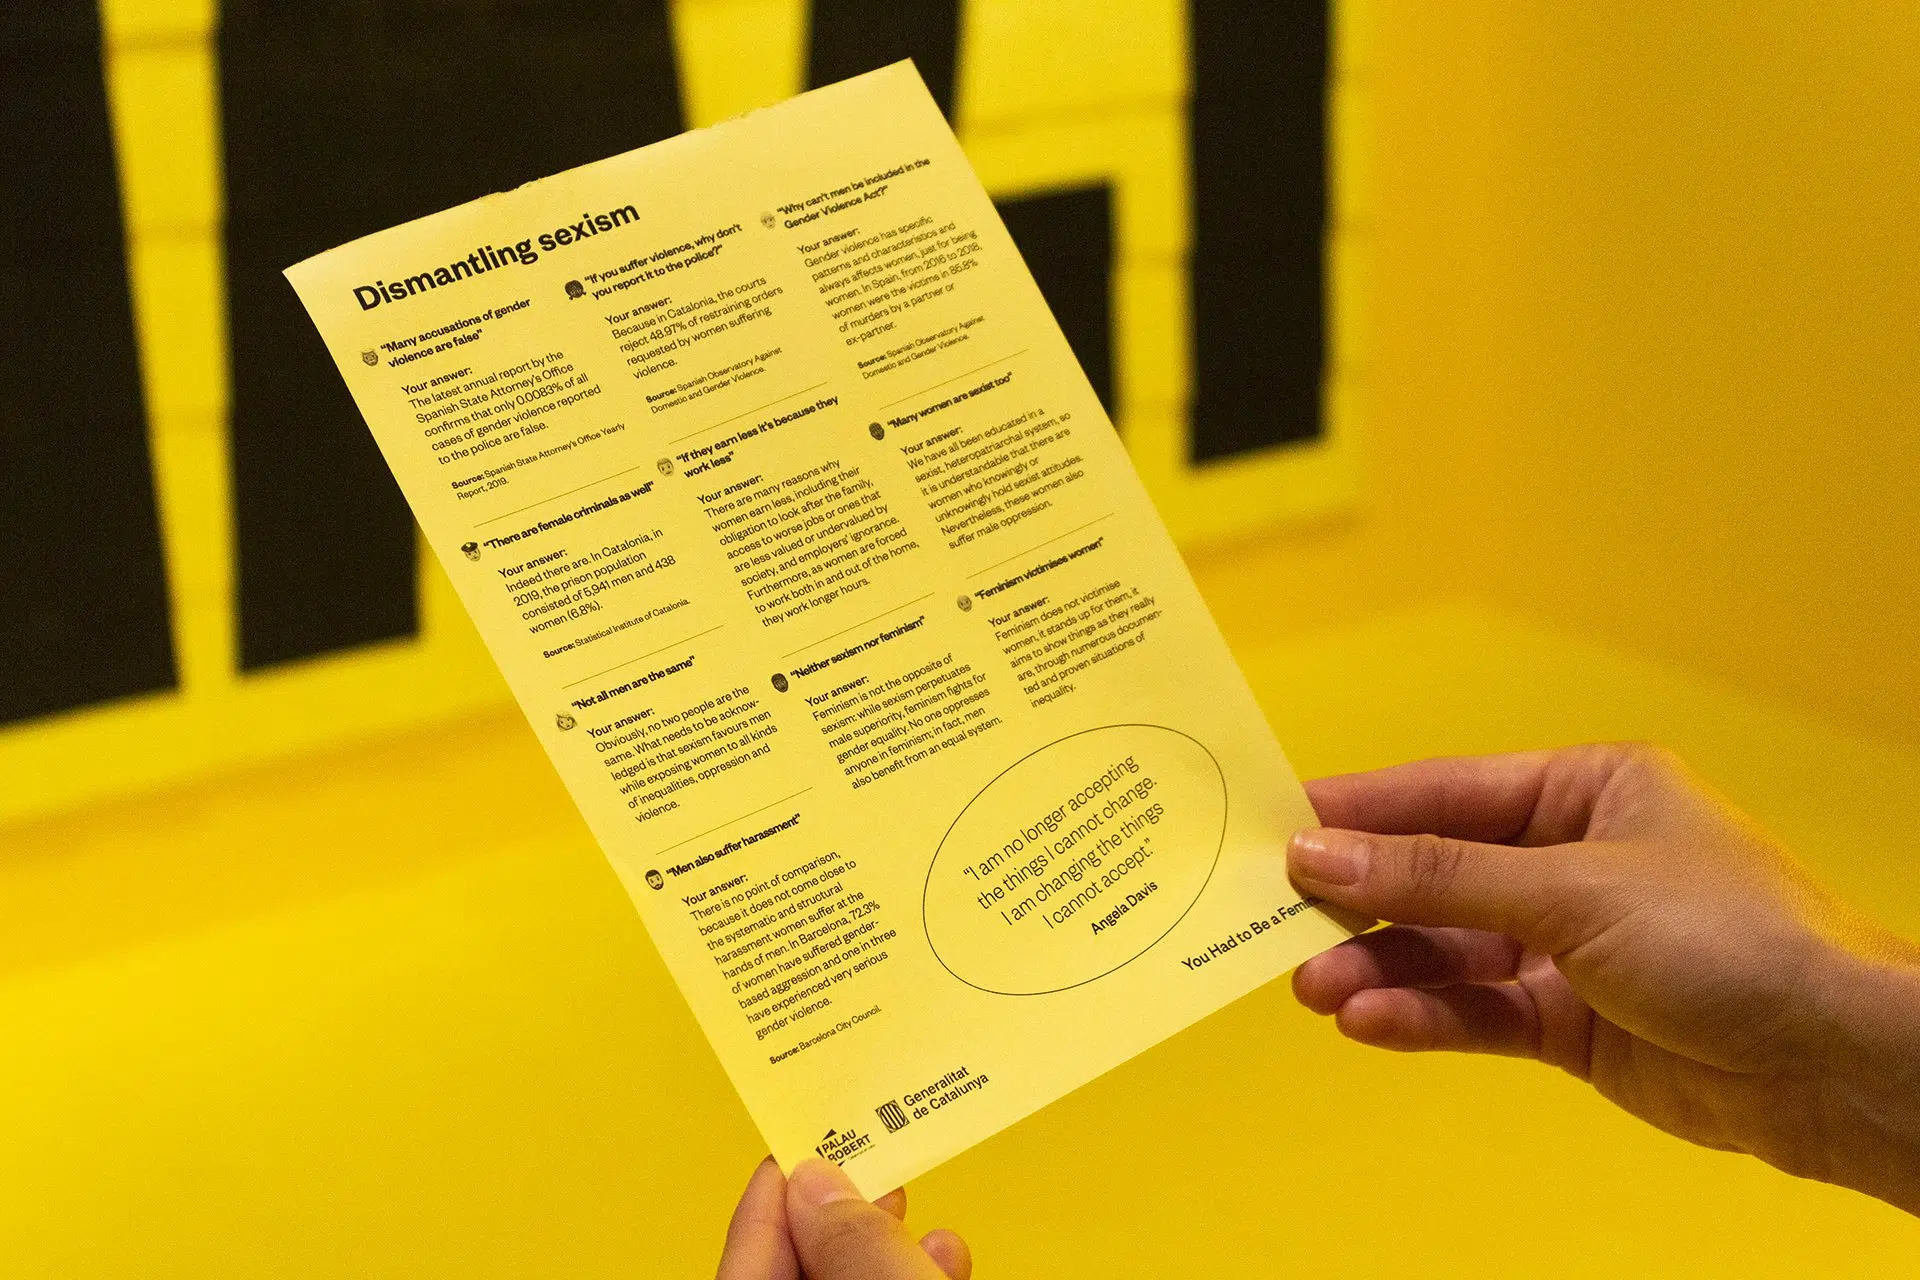 Dismantling sexism
"Many accusations of gender
violence are false"
Your answer:
The latest annual report by the
Spanish State Attorney's Office
confirms that only 0.0083% of all
cases of gender violence reported
to the police are false.
Source: Spanish State Attorney's Office Yearly
Report, 2019.
"There are female criminals as well"
Your answer:
Indeed there are. In Catalonia, in
2019, the prison population
consisted of 5,941 men and 438
women (6.8%).
Source: Statistical Institute of Catalonia.
"Not all men are the same"
Your answer:
Obviously, no two people are the
same. What needs to be acknow-
ledged is that sexism favours men
while exposing women to all kinds
of inequalities, oppression and
violence.
"Men also suffer harassment"
Your answer:
There is no point of comparison,
because it does not come close to
the systematic and structural
harassment women suffer at the
hands of men. In Barcelona, 72.3%
of women have suffered gender-
based aggression and one in three
have experienced very serious
gender violence.
Source: Barcelona City Council.
"If you suffer violence, why don't
you report it to the police?"
Your answer:
Because in Catalonia, the courts
reject 48.97% of restraining orders
requested by women suffering
violence.
Source: Spanish Observatory Against
Domestic and Gender Violence.
"If they earn less it's because they
work less"
Your answer:
There are many reasons why
women earn less, including their
obligation to look after the family,
access to worse jobs or ones that
are less valued or undervalued by
society, and employers' ignorance.
Furthermore, as women are forced
to work both in and out of the home,
they work longer hours.
"Neither sexism nor feminism"
Your answer:
Feminism is not the opposite of
sexism: while sexism perpetuates
male superiority, feminism fights for
gender equality. No one oppresses
anyone in feminism; in fact, men
also benefit from an equal system.
"Why can't men be included in the
Gender Violence Act?"
Your answer:
Gender violence has specific
patterns and characteristics and
always affects women, just for being
women. In Spain, from 2016 to 2018,
women were the victims in 85.8%
of murders by a partner or
ex-partner.
Source: Spanish Observatory Against
Domestic and Gender Violence.
"Many women are sexist too"
Your answer:
We have all been educated in a
sexist, heteropatriarchal system, so
it is understandable that there are
women who knowingly or
unknowingly hold sexist attitudes.
Nevertheless, these women also
suffer male oppression.
"Feminism victimises women"
Your answer:
Feminism does not victimise
women, it stands up for them, it
aims to show things as they really
are, through numerous documen-
ted and proven situations of
inequality.
"I am no longer accepting
the things I cannot change.
I am changing the things
I cannot accept."
Angela Davis
You Had to Be a Femin
PALAU
ROBERT
Generalitat
de Catalunya